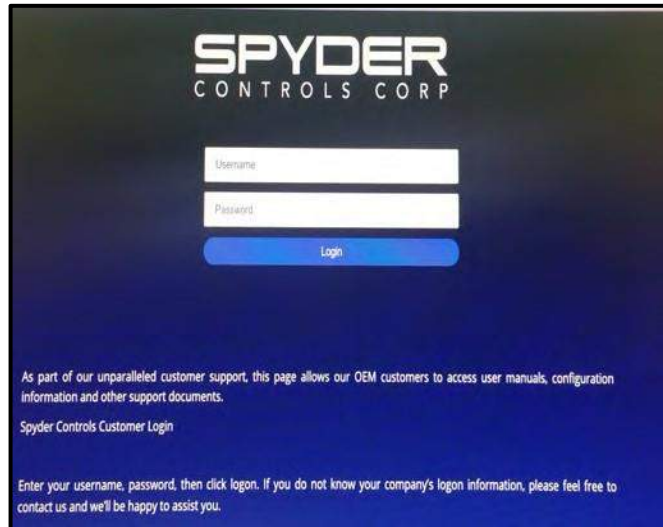 SPYDER
CONTROLS CORP
Username
Password
Login
As part of our unparalleled customer support, this page allows our OEM customers to access user manuals, configuration
information and other support documents.
Spyder Controls Customer Login
Enter your username, password, then click logon. If you do not know your company's logon information, please feel free to
contact us and we'll be happy to assist you.